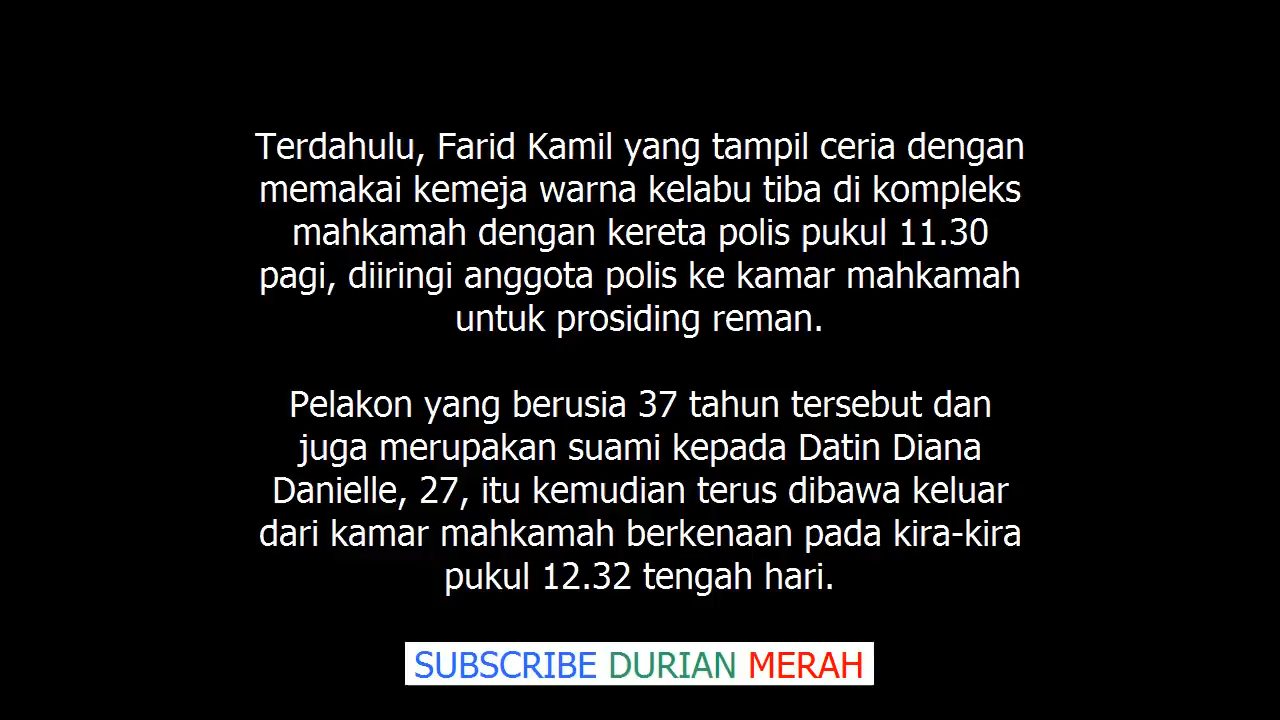 Terdahulu, Farid Kamil yang tampil ceria dengan
memakai kemeja warna kelabu tiba di kompleks
mahkamah dengan kereta polis pukul 11.30
pagi, diiringi anggota polis ke kamar mahkamah
untuk prosiding reman.
Pelakon yang berusia 37 tahun tersebut dan
juga merupakan suami kepada Datin Diana
Danielle, 27, itu kemudian terus dibawa keluar
dari kamar mahkamah berkenaan pada kira-kira
pukul 12.32 tengah hari.
SUBSCRIBE DURIAN MERAH